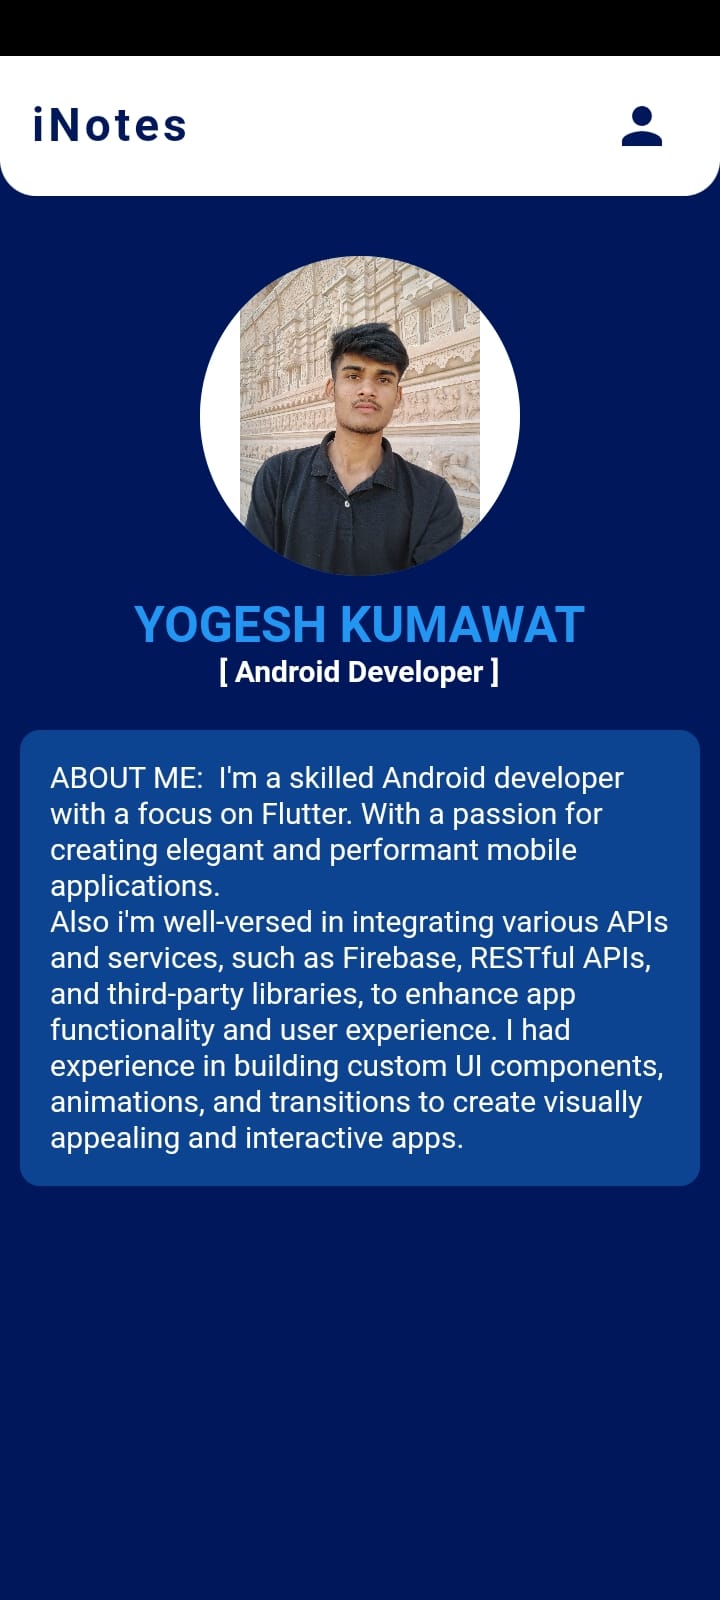 iNotes
YOGESH KUMAWAT
[ Android Developer ]
ABOUT ME:  I'm a skilled Android developer
with a focus on Flutter. With a passion for
creating elegant and performant mobile
applications.
Also i'm well-versed in integrating various APIs
and services, such as Firebase, RESTful APIs,
and third-party libraries, to enhance app
functionality and user experience. I had
experience in building custom UI components,
animations, and transitions to create visually
appealing and interactive apps.